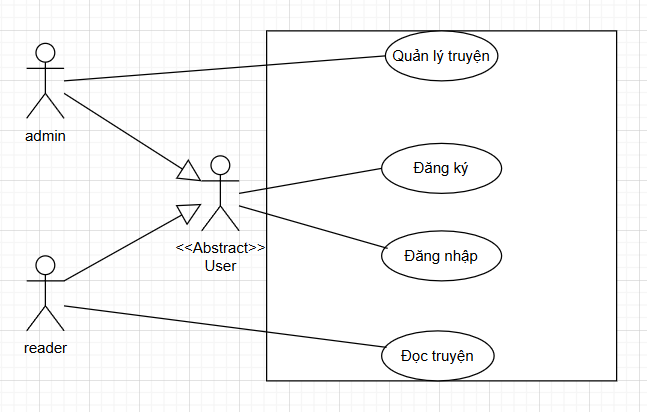 Quản lý truyện
admin
Đăng ký
<<Abstract>>
User
Đăng nhập
reader
Đọc truyện